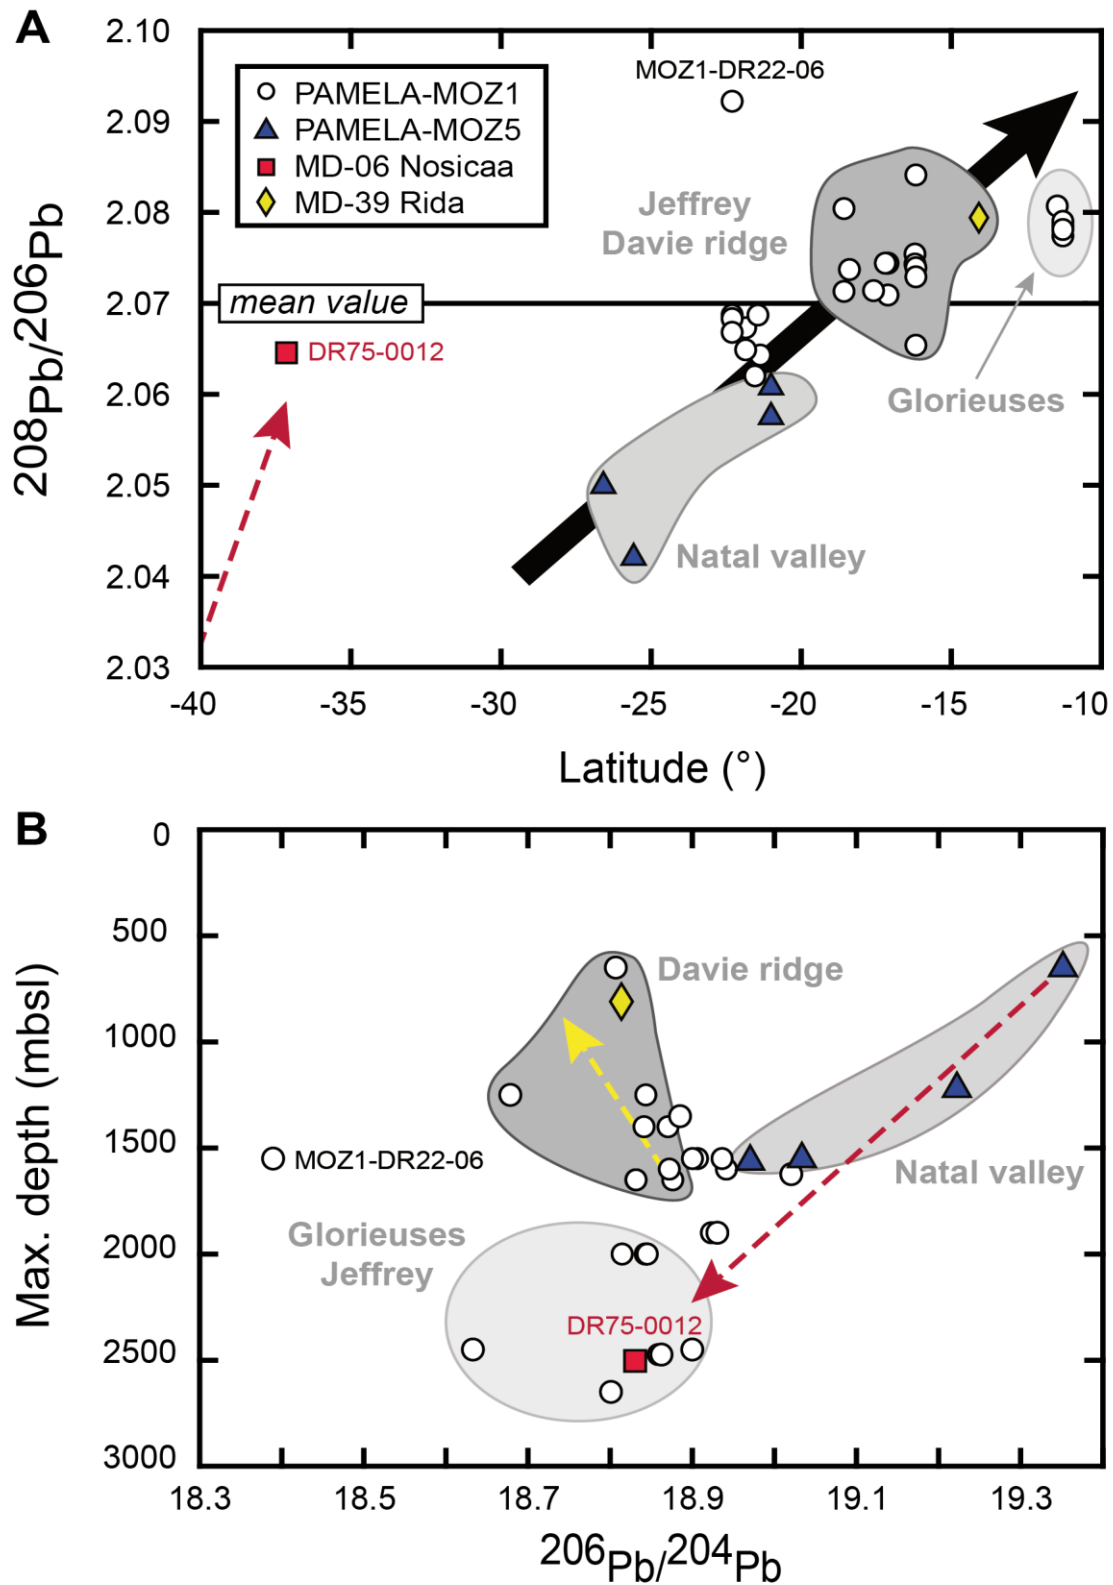 A
2.10
2.09
2.08
2.07
2.06
2.05
2.04
2.03
208Pb/206Pb
PAMELA-MOZ1
PAMELA-MOZ5
MD-06 Nosicaa
MD-39 Rida
MOZ1-DR22-06
Jeffrey
Davie ridge
mean value
DR75-0012
Glorieuses
Natal valley
-40
-35
-30
-25
-20
-15
-10
Latitude (°)
B
0
500
1000
1500
2000
2500
3000
Max. depth (mbsl)
Davie ridge
MOZ1-DR22-06
Natal valley
Glorieuses
Jeffrey
DR75-0012
18.3
18.5
18.7
18.9
19.1
19.3
206Pb/204Pb